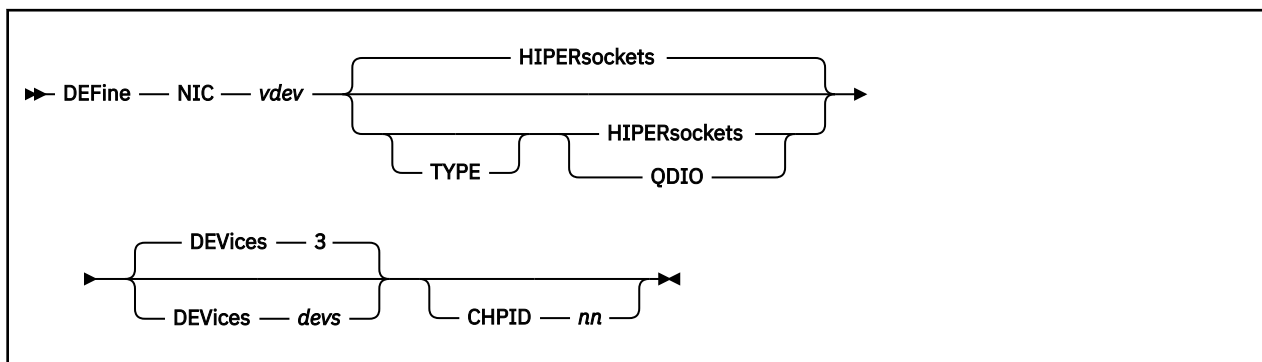 HIPERsockets
DEFine NIC vdev
HIPERsockets
TYPE
QDIO
DEVices 3
DEVices devs
CHPID nn